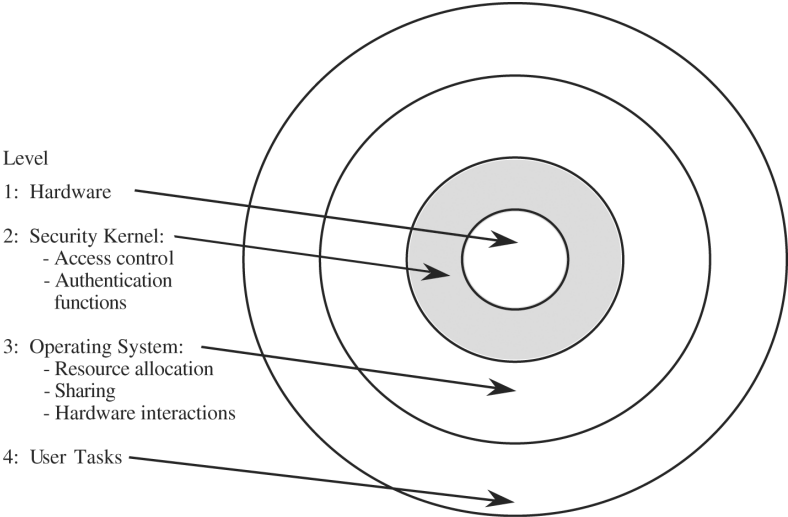 Level
1: Hardware
2: Security Kernel:
- Access control
- Authentication
functions
3: Operating System:
- Resource allocation
- Sharing
- Hardware interactions
4: User Tasks